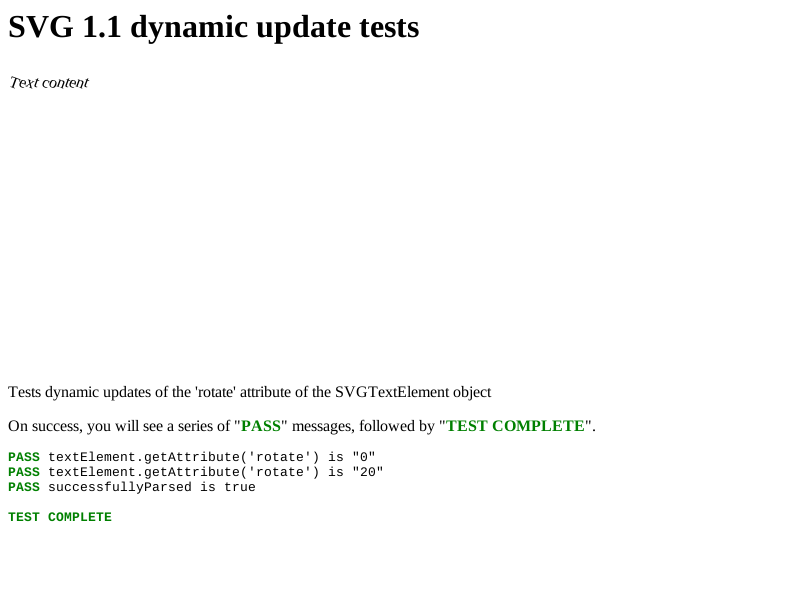 SVG 1.1 dynamic update tests
Text content
Tests dynamic updates of the 'rotate' attribute of the SVGTextElement object
On success, you will see a series of "PASS" messages, followed by "TEST COMPLETE".
PASS textElement.getAttribute('rotate') is "0"
PASS textElement.getAttribute('rotate') is "20"
PASS successfullyParsed is true
TEST COMPLETE